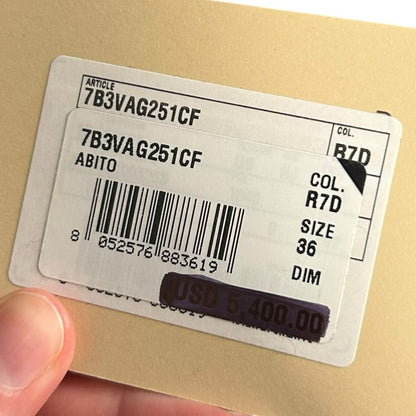 ARTICLE
7B3VAG251CF
COL.
R7D
7B3VAG251CF
ABITO
COL.
R7D
SIZE
36
DIM
8 052576 883619
USD 5,400.00